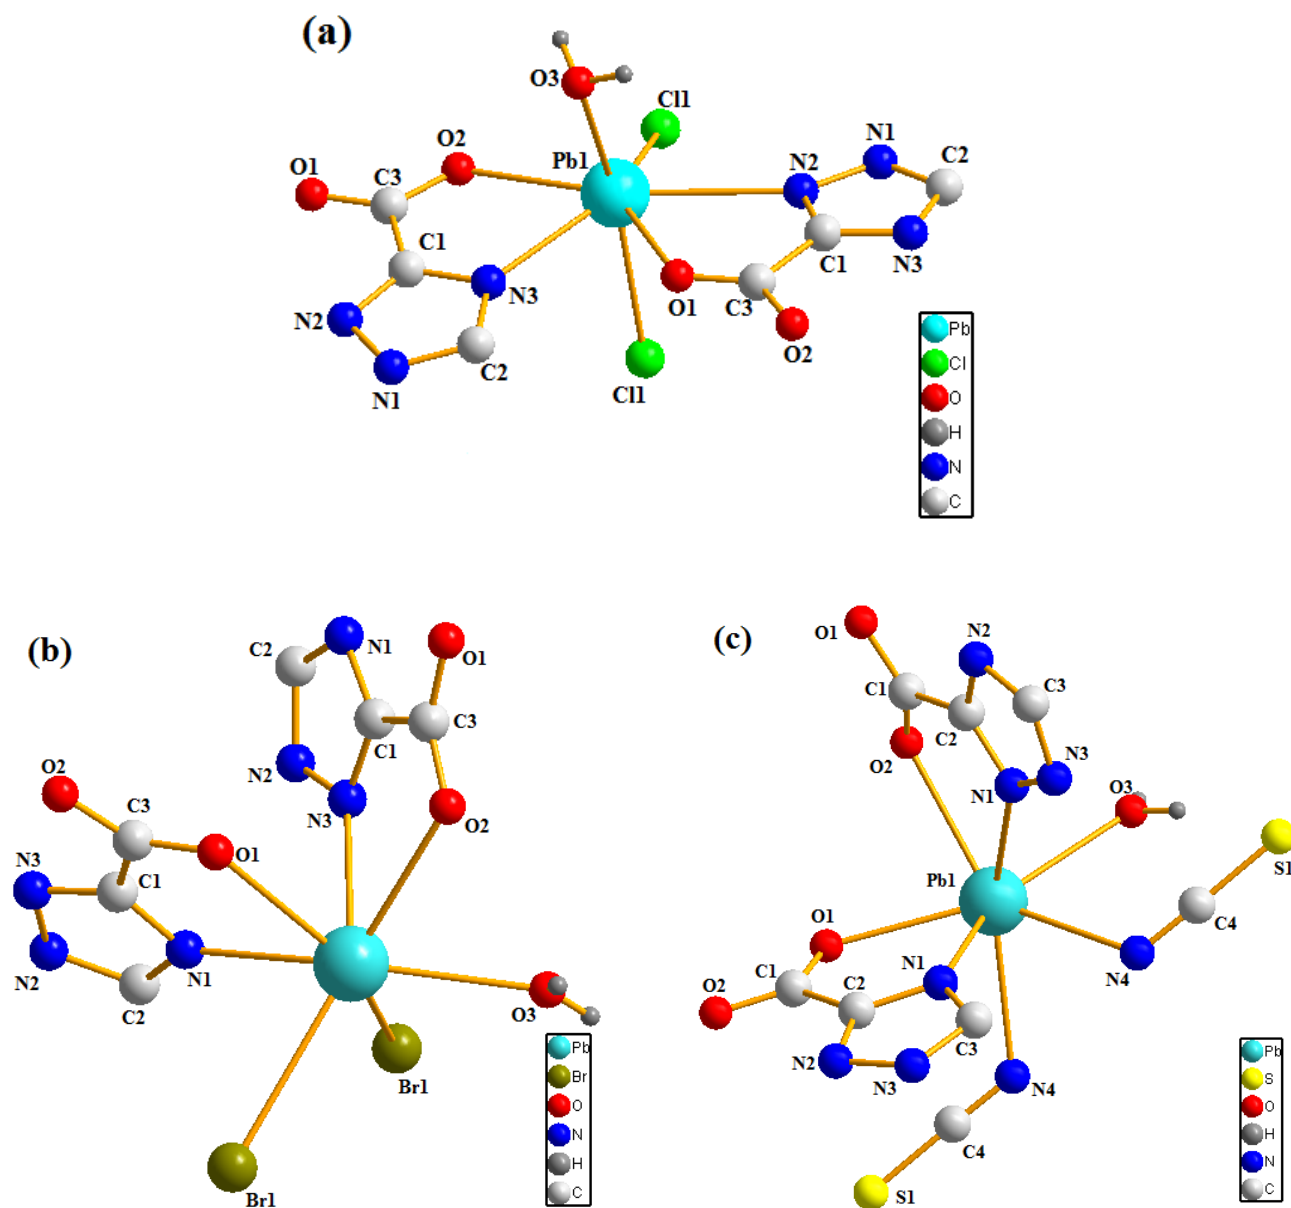 (a)
O3
Cl1
O2
Pb1
N1
C2
O1
C3
N2
C1
N3
C1
N3
N2
O1
C3
C2
O2
N1
Cl1
Pb
Cl
O
H
N
C
(b)
C2
N1
O1
C3
C1
O2
N2
C3
N3
O2
N3
O1
C1
N2
N1
C2
O3
Br1
Br1
Pb
Br
O
N
H
C
(c)
O1
N2
C1
C3
C2
O2
N3
N1
O3
Pb1
S1
C4
O1
N1
C1
O2
C2
N4
C3
N2
N3
N4
C4
S1
Pb
S
O
H
N
C